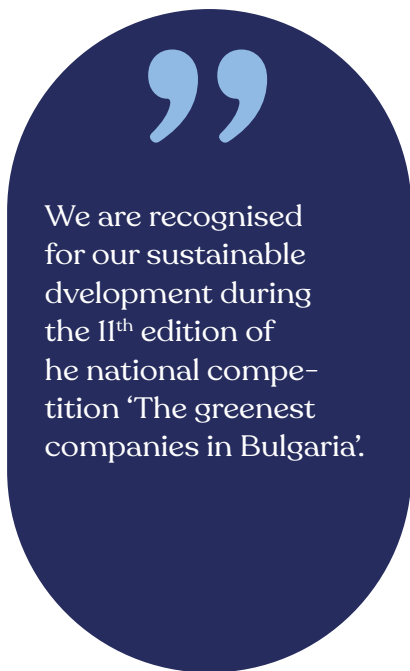 ”
We are recognised
for our sustainable
dvelopment during
the 11th edition of
he national compe-
tition ‘The greenest
companies in Bulgaria’.